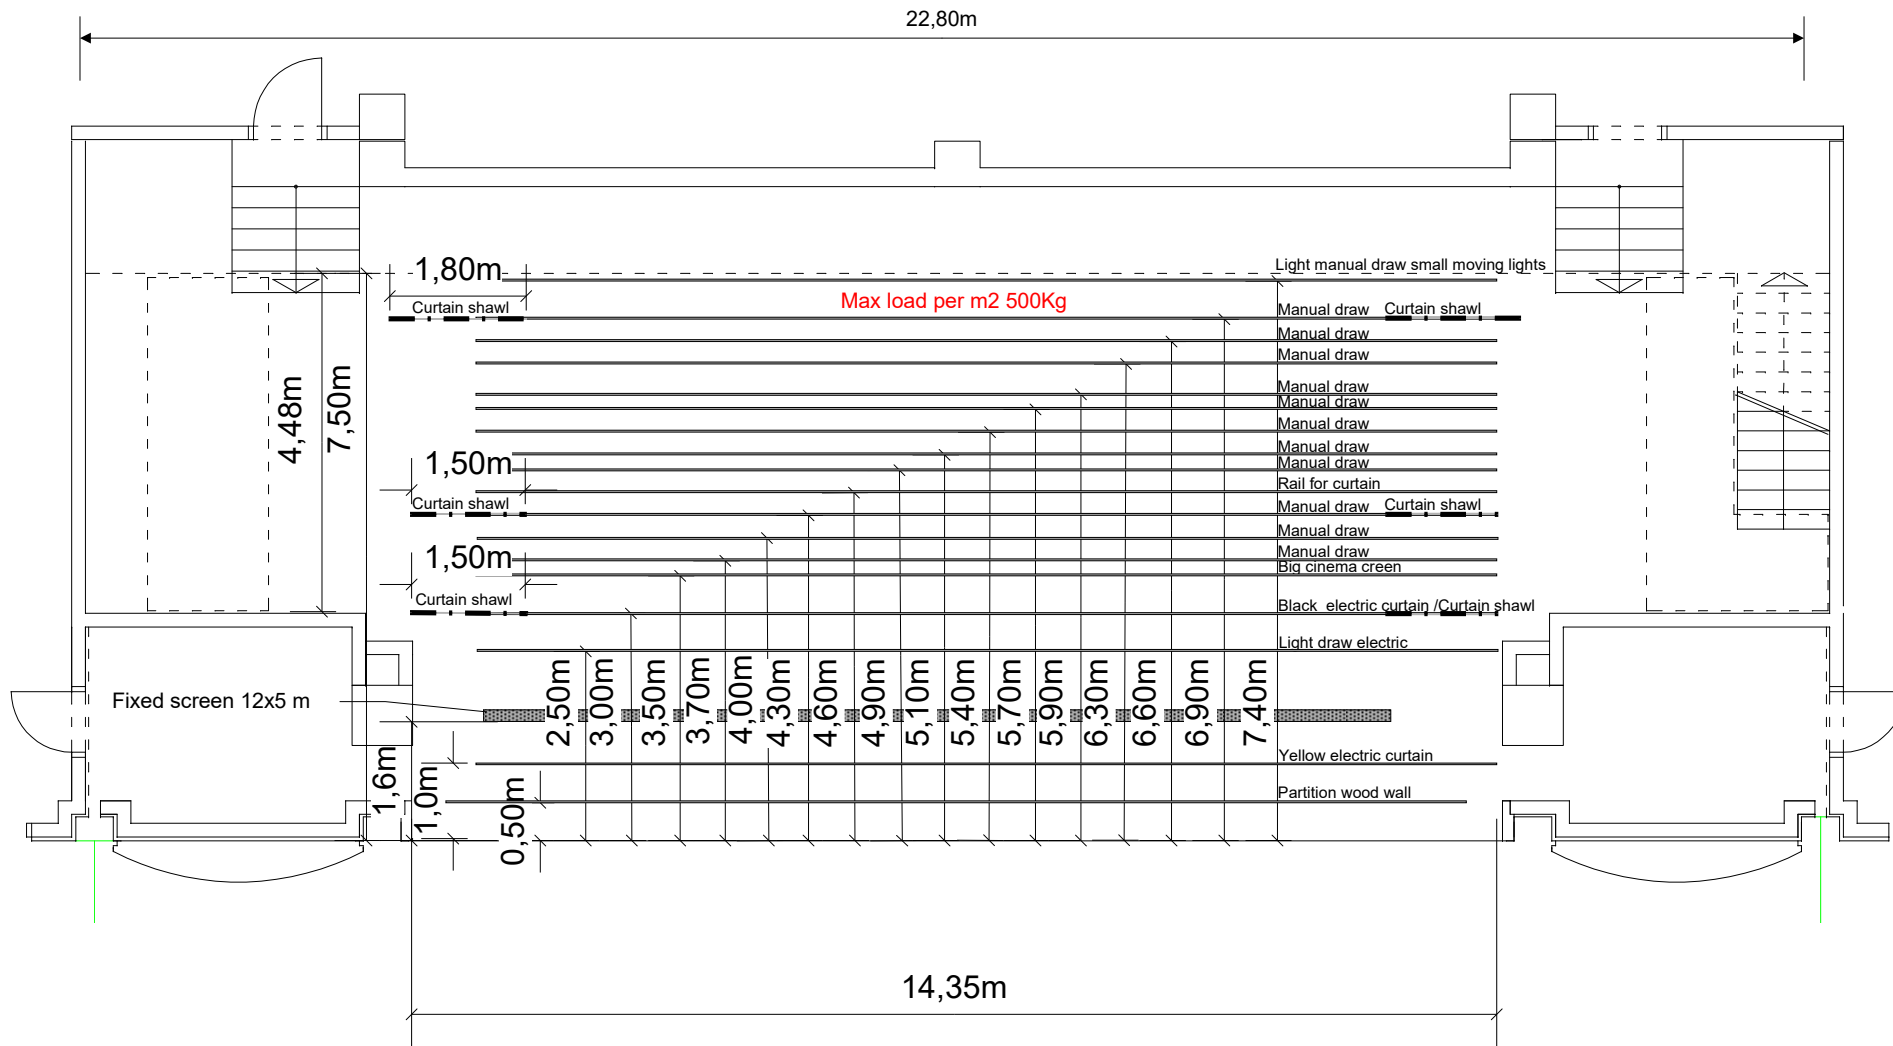 22,80m
Light manual draw small moving lights
1,80m
Max load per m2 500Kg
Curtain shawl
Manual draw
Curtain shawl
Manual draw
Manual draw
4,48m
7,50m
Manual draw
Manual draw
Manual draw
Manual draw
1,50m
Manual draw
Rail for curtain
Curtain shawl
Manual draw
Curtain shawl
Manual draw
1,50m
Manual draw
Big cinema creen
Curtain shawl
Black electric curtain /Curtain shawl
Light draw electric
Fixed screen 12x5 m
2,50m
3,00m
3,50m
3,70m
4,00m
4,30m
4,60m
4,90m
5,10m
5,40m
5,70m
5,90m
6,30m
6,60m
6,90m
7,40m
Yellow electric curtain
1,6m
1,0m
0,50m
Partition wood wall
14,35m